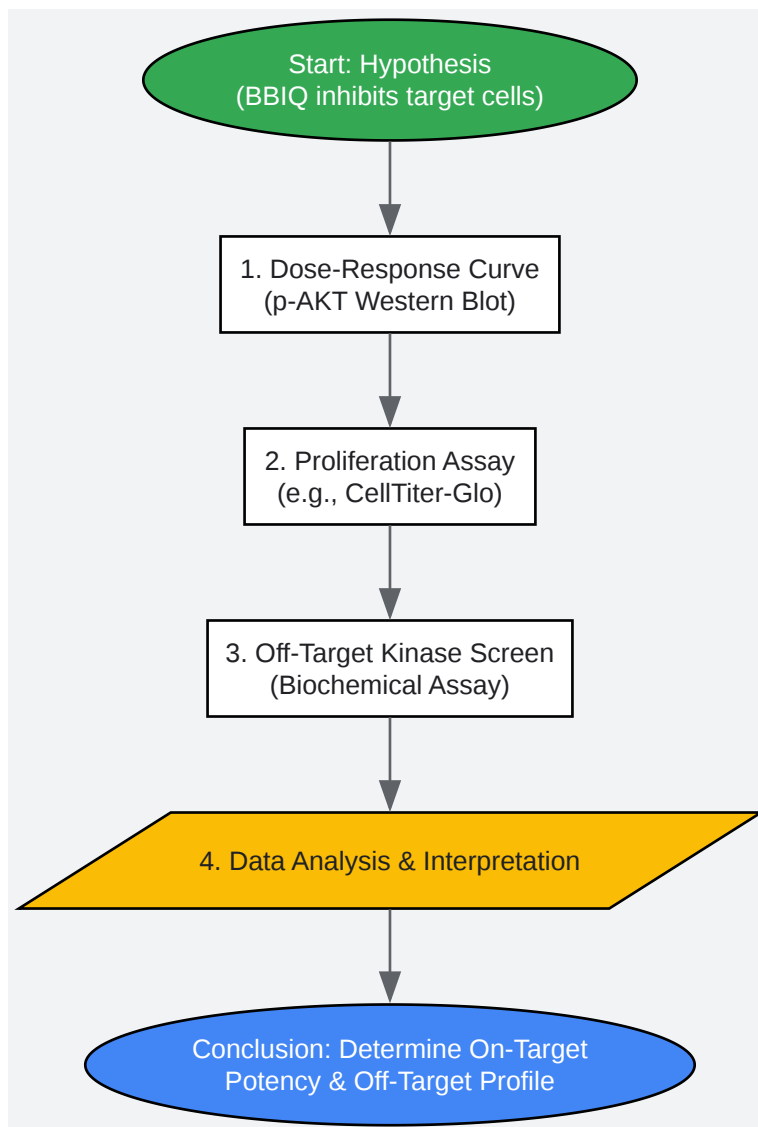 Start: Hypothesis
(BBIQ inhibits target cells)
1. Dose-Response Curve
(p-AKT Western Blot)
2. Proliferation Assay
(e.g., CellTiter-Glo)
3. Off-Target Kinase Screen
(Biochemical Assay)
4. Data Analysis & Interpretation
Conclusion: Determine On-Target
Potency & Off-Target Profile